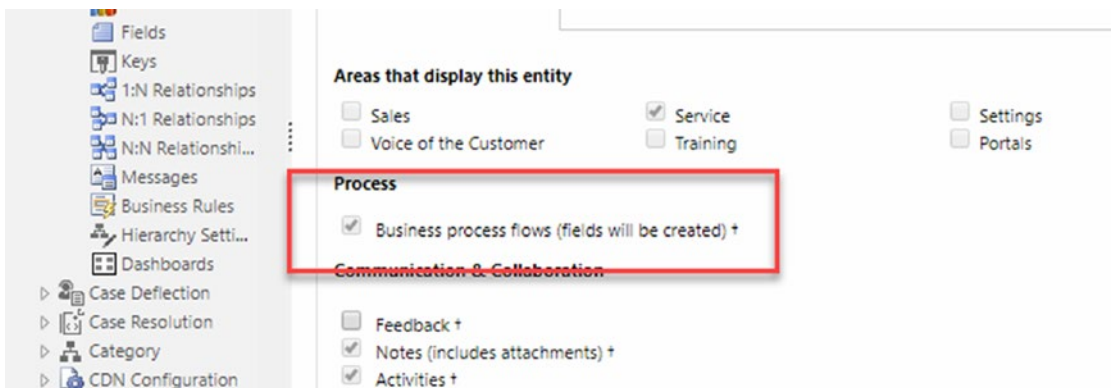 Fields
Keys
1:N Relationships
N:1 Relationships
N:N Relationshi...
Messages
Business Rules
Hierarchy Setti...
Dashboards
Case Deflection
Case Resolution
Category
CDN Configuration
Areas that display this entity
Sales Service Settings
Voice of the Customer Training Portals
Process
Business process flows (fields will be created) †
Communication & Collaboration
Feedback †
Notes (includes attachments) †
Activities †